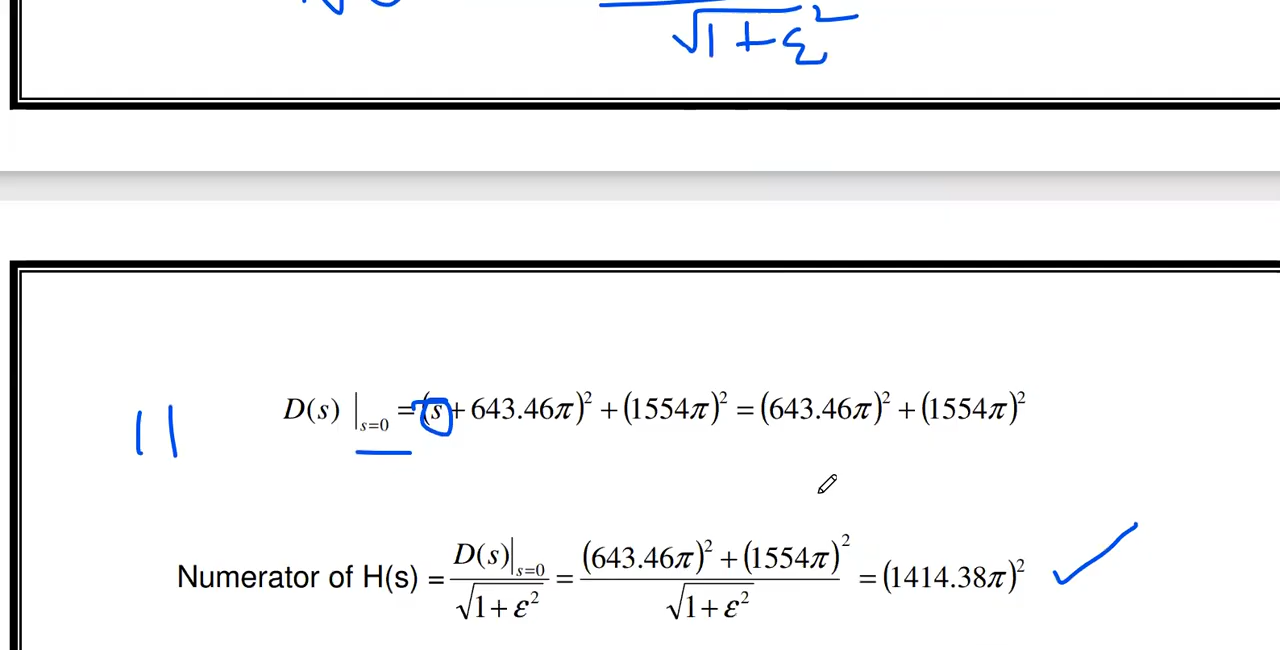 √1+ε²
D(s) |s=0 = (s + 643.46π)² + (1554π)² = (643.46π)² + (1554π)²
11
Numerator of H(s) = D(s)|s=0 / √1+ε² = (643.46π)² + (1554π)² / √1+ε² = (1414.38π)²